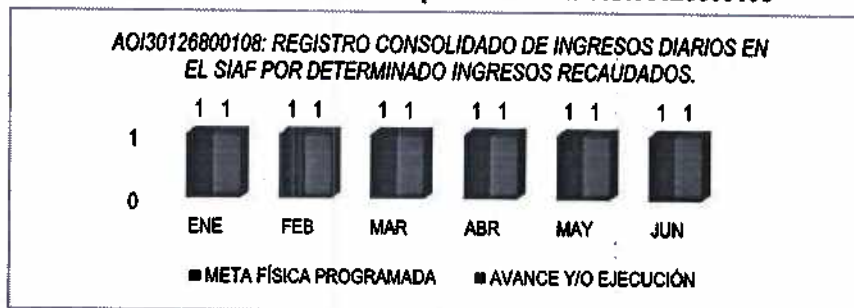 AOI30126800108: REGISTRO CONSOLIDADO DE INGRESOS DIARIOS EN
EL SIAF POR DETERMINADO INGRESOS RECAUDADOS.
1 1 1 1 1 1 1 1 1 1 1 1
1
0
ENE FEB MAR ABR MAY JUN
META FÍSICA PROGRAMADA AVANCE Y/O EJECUCIÓN